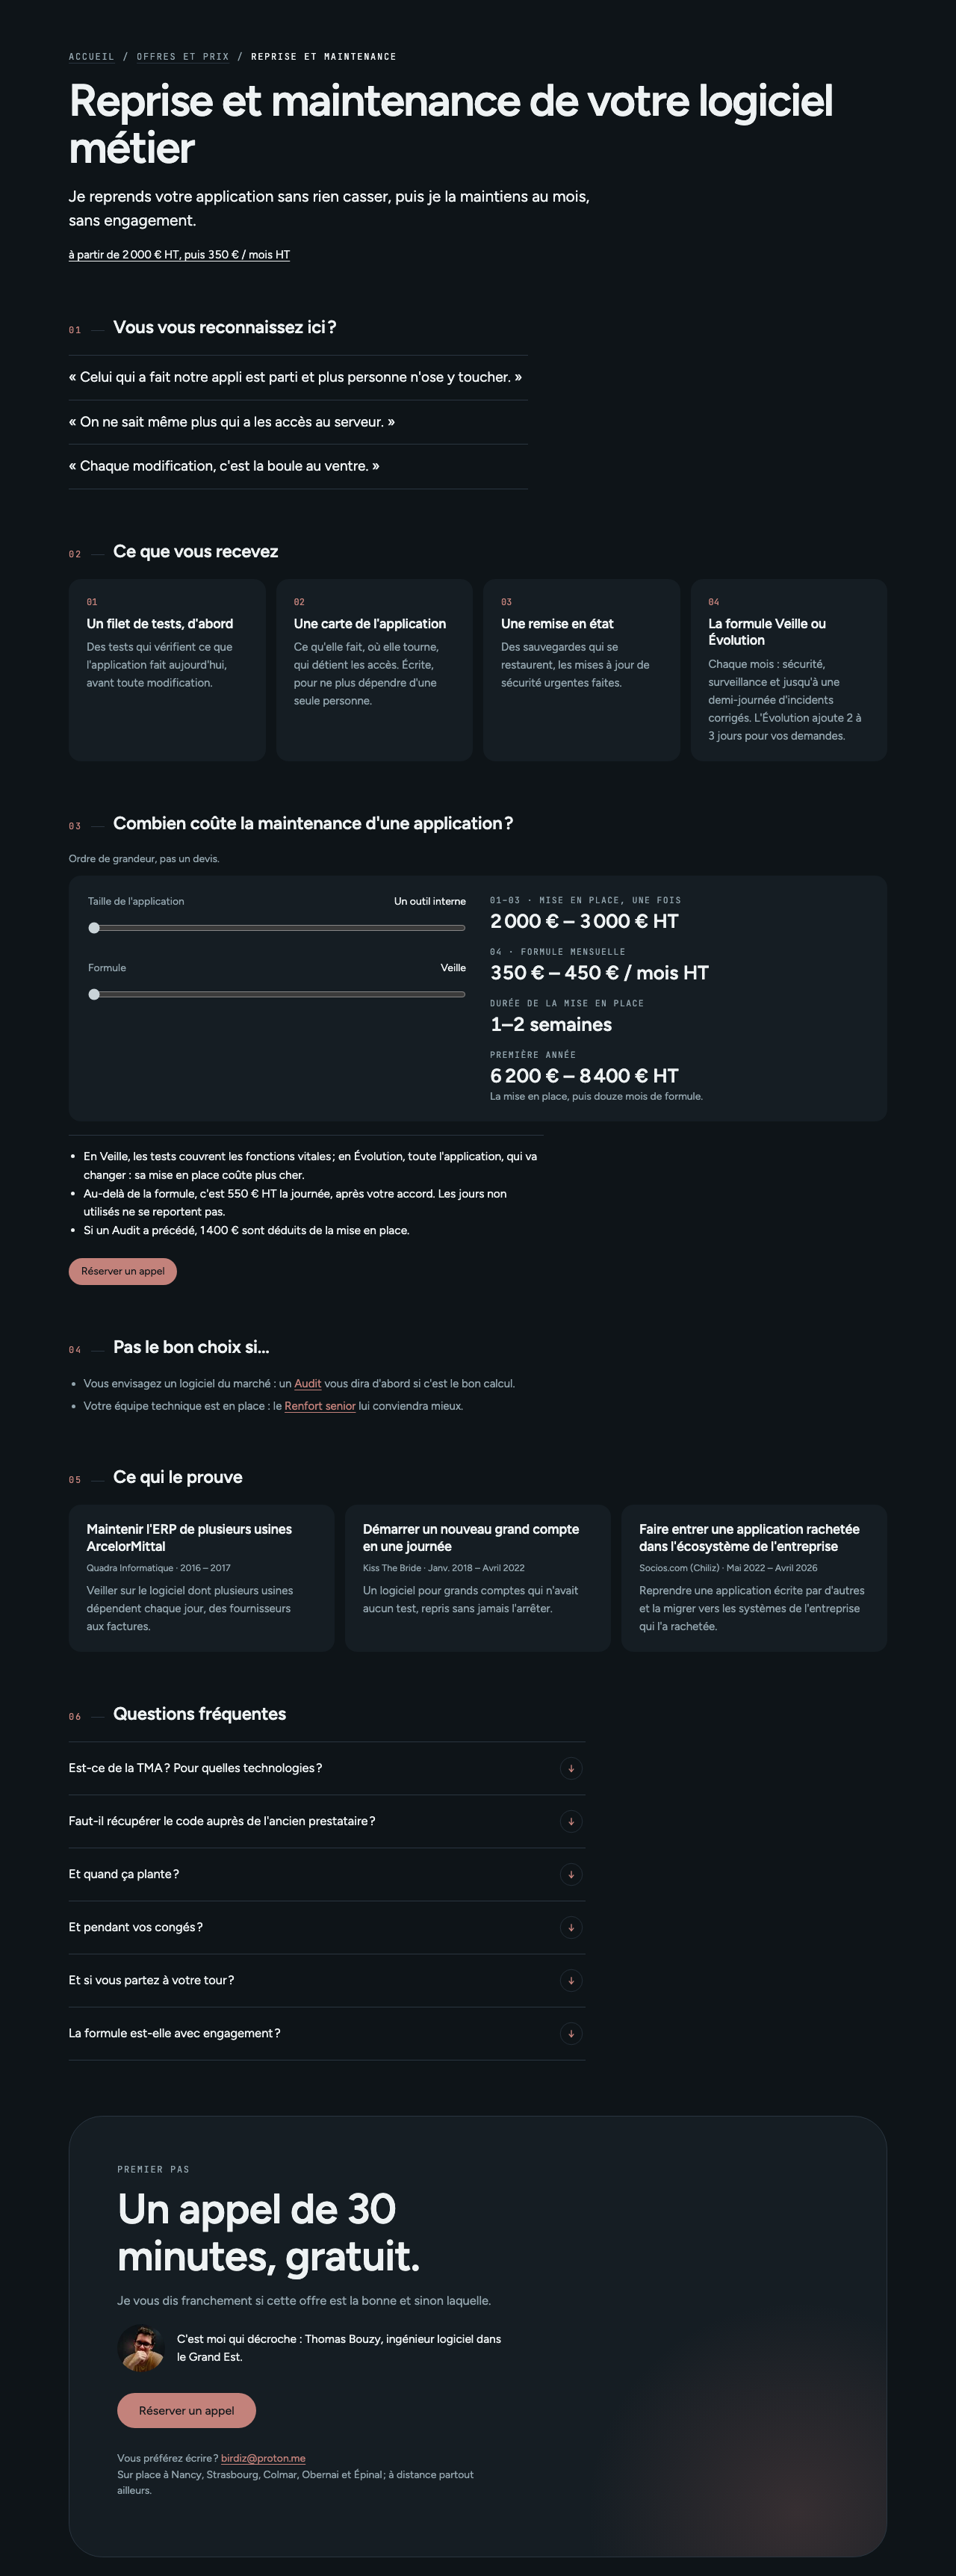 ACCUEIL / OFFRES ET PRIX / REPRISE ET MAINTENANCE
Reprise et maintenance de votre logiciel
métier
Je reprends votre application sans rien casser, puis je la maintiens au mois,
sans engagement.
à partir de 2 000 € HT, puis 350 € / mois HT
01 — Vous vous reconnaissez ici ?
« Celui qui a fait notre appli est parti et plus personne n'ose y toucher. »
« On ne sait même plus qui a les accès au serveur. »
« Chaque modification, c'est la boule au ventre. »
02 — Ce que vous recevez
01
Un filet de tests, d'abord
Des tests qui vérifient ce que
l'application fait aujourd'hui,
avant toute modification.
02
Une carte de l'application
Ce qu'elle fait, où elle tourne,
qui détient les accès. Écrite,
pour ne plus dépendre d'une
seule personne.
03
Une remise en état
Des sauvegardes qui se
restaurent, les mises à jour de
sécurité urgentes faites.
04
La formule Veille ou
Évolution
Chaque mois : sécurité,
surveillance et jusqu'à une
demi-journée d'incidents
corrigés. L'Évolution ajoute 2 à
3 jours pour vos demandes.
03 — Combien coûte la maintenance d'une application ?
Ordre de grandeur, pas un devis.
Taille de l'application Un outil interne
Formule Veille
01–03 · MISE EN PLACE, UNE FOIS
2 000 € – 3 000 € HT
04 · FORMULE MENSUELLE
350 € – 450 € / mois HT
DURÉE DE LA MISE EN PLACE
1–2 semaines
PREMIÈRE ANNÉE
6 200 € – 8 400 € HT
La mise en place, puis douze mois de formule.
• En Veille, les tests couvrent les fonctions vitales ; en Évolution, toute l'application, qui va
changer : sa mise en place coûte plus cher.
• Au-delà de la formule, c'est 550 € HT la journée, après votre accord. Les jours non
utilisés ne se reportent pas.
• Si un Audit a précédé, 1 400 € sont déduits de la mise en place.
Réserver un appel
04 — Pas le bon choix si…
• Vous envisagez un logiciel du marché : un Audit vous dira d'abord si c'est le bon calcul.
• Votre équipe technique est en place : le Renfort senior lui conviendra mieux.
05 — Ce qui le prouve
Maintenir l'ERP de plusieurs usines
ArcelorMittal
Quadra Informatique · 2016 – 2017
Veiller sur le logiciel dont plusieurs usines
dépendent chaque jour, des fournisseurs
aux factures.
Démarrer un nouveau grand compte
en une journée
Kiss The Bride · Janv. 2018 – Avril 2022
Un logiciel pour grands comptes qui n'avait
aucun test, repris sans jamais l'arrêter.
Faire entrer une application rachetée
dans l'écosystème de l'entreprise
Socios.com (Chiliz) · Mai 2022 – Avril 2026
Reprendre une application écrite par d'autres
et la migrer vers les systèmes de l'entreprise
qui l'a rachetée.
06 — Questions fréquentes
Est-ce de la TMA ? Pour quelles technologies ?
Faut-il récupérer le code auprès de l'ancien prestataire ?
Et quand ça plante ?
Et pendant vos congés ?
Et si vous partez à votre tour ?
La formule est-elle avec engagement ?
PREMIER PAS
Un appel de 30
minutes, gratuit.
Je vous dis franchement si cette offre est la bonne et sinon laquelle.
C'est moi qui décroche : Thomas Bouzy, ingénieur logiciel dans
le Grand Est.
Réserver un appel
Vous préférez écrire ? birdiz@proton.me
Sur place à Nancy, Strasbourg, Colmar, Obernai et Épinal ; à distance partout
ailleurs.